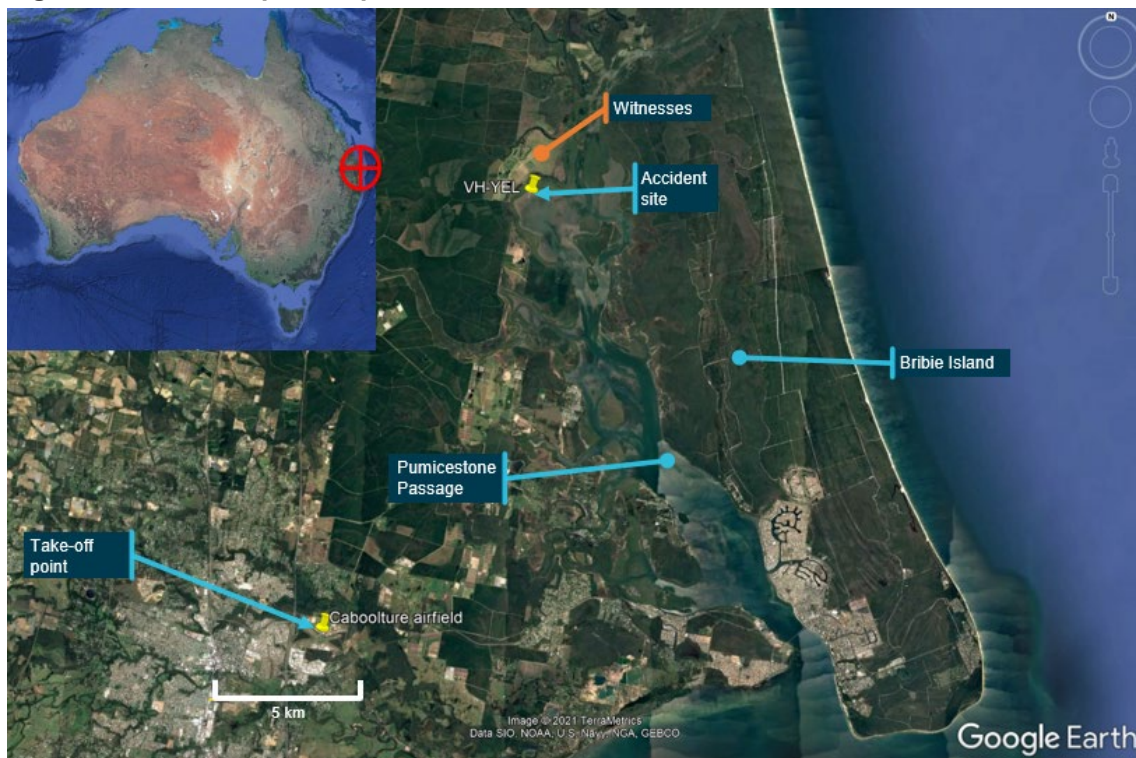 N
Witnesses
VH-YEL
Accident
site
Bribie Island
Pumicestone
Passage
Take-off
point
Caboolture airfield
5 km
Image © 2021 TerraMetrics
Data SIO, NOAA, U.S. Navy, NGA, GEBCO
Google Earth